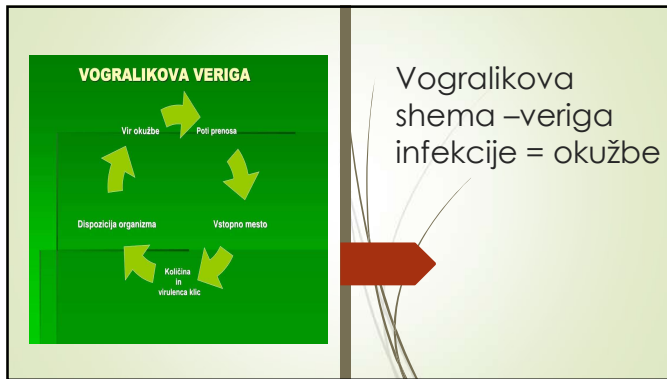 VOGRALIKOVA VERIGA
Vir okužbe
Poti prenosa
Vstopno mesto
Količina
in
virulenca klic
Dispozicija organizma
Vogralikova
shema –veriga
infekcije = okužbe